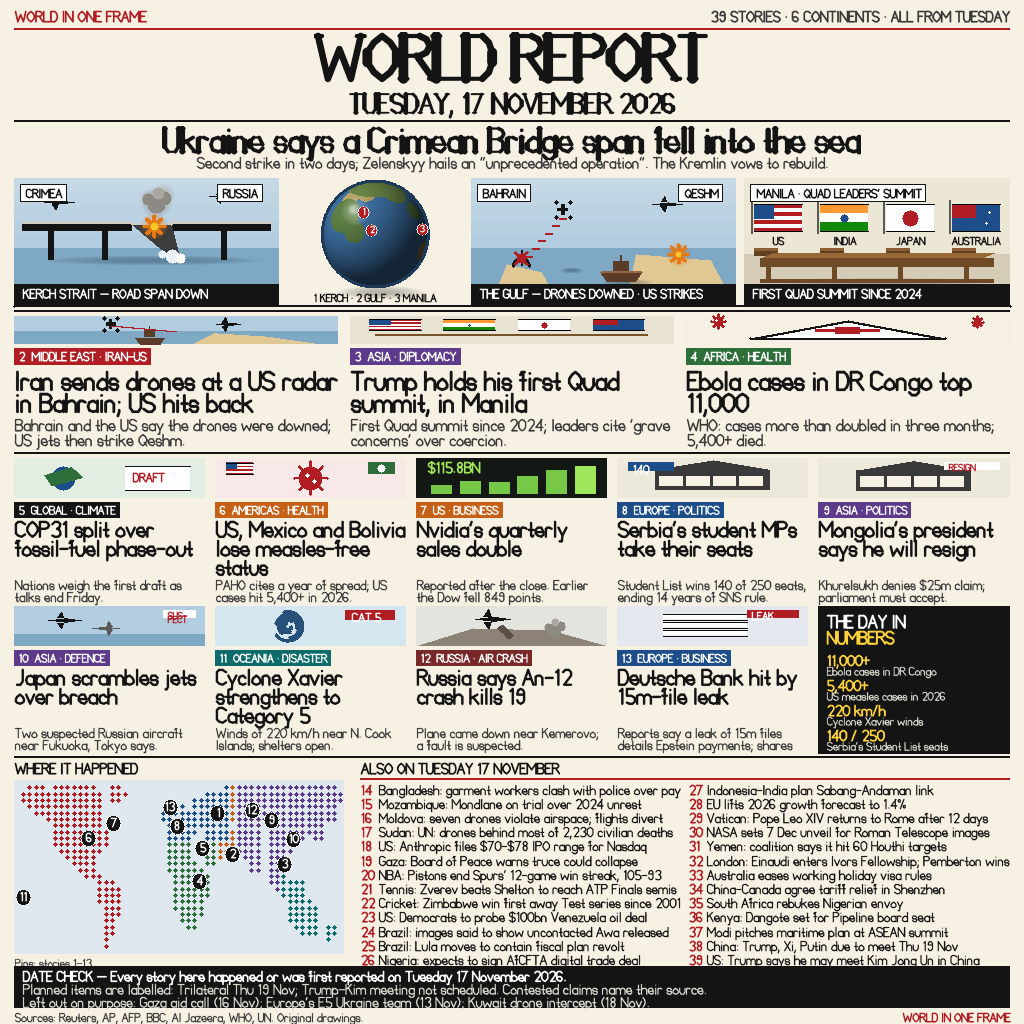 WORLD IN ONE FRAME
39 STORIES · 6 CONTINENTS · ALL FROM TUESDAY
WORLD REPORT
TUESDAY, 17 NOVEMBER 2026
Ukraine says a Crimean Bridge span fell into the sea
Second strike in two days; Zelenskyy hails an "unprecedented operation". The Kremlin vows to rebuild.
CRIMEA
RUSSIA
KERCH STRAIT — ROAD SPAN DOWN
1
2
3
1 KERCH · 2 GULF · 3 MANILA
BAHRAIN
QESHM
THE GULF — DRONES DOWNED · US STRIKES
MANILA · QUAD LEADERS' SUMMIT
US
INDIA
JAPAN
AUSTRALIA
FIRST QUAD SUMMIT SINCE 2024
2 MIDDLE EAST · IRAN-US
Iran sends drones at a US radar
in Bahrain; US hits back
Bahrain and the US say the drones were downed;
US jets then strike Qeshm.
3 ASIA · DIPLOMACY
Trump holds his first Quad
summit, in Manila
First Quad summit since 2024; leaders cite 'grave
concerns' over coercion.
4 AFRICA · HEALTH
Ebola cases in DR Congo top
11,000
WHO: cases more than doubled in three months;
5,400+ died.
DRAFT
5 GLOBAL · CLIMATE
COP31 split over
fossil-fuel phase-out
Nations weigh the first draft as
talks end Friday.
6 AMERICAS · HEALTH
US, Mexico and Bolivia
lose measles-free
status
PAHO cites a year of spread; US
cases hit 5,400+ in 2026.
$115.8BN
7 US · BUSINESS
Nvidia's quarterly
sales double
Reported after the close. Earlier
the Dow fell 849 points.
140
8 EUROPE · POLITICS
Serbia's student MPs
take their seats
Student List wins 140 of 250 seats,
ending 14 years of SNS rule.
RESIGN
9 ASIA · POLITICS
Mongolia's president
says he will resign
Khurelsukh denies $25m claim;
parliament must accept.
10 ASIA · DEFENCE
Japan scrambles jets
over breach
Two suspected Russian aircraft
near Fukuoka, Tokyo says.
CAT 5
11 OCEANIA · DISASTER
Cyclone Xavier
strengthens to
Category 5
Winds of 220 km/h near N. Cook
Islands; shelters open.
12 RUSSIA · AIR CRASH
Russia says An-12
crash kills 19
Plane came down near Kemerovo;
a fault is suspected.
LEAK
13 EUROPE · BUSINESS
Deutsche Bank hit by
15m-file leak
Reports say a leak of 15m files
details Epstein payments; shares
THE DAY IN
NUMBERS
11,000+
Ebola cases in DR Congo
5,400+
US measles cases in 2026
220 km/h
Cyclone Xavier winds
140 / 250
Serbia's Student List seats
WHERE IT HAPPENED
13
1
12
7
8
9
6
10
5
2
3
4
11
Pins: stories 1–13
ALSO ON TUESDAY 17 NOVEMBER
14 Bangladesh: garment workers clash with police over pay
15 Mozambique: Mondlane on trial over 2024 unrest
16 Moldova: seven drones violate airspace; flights divert
17 Sudan: UN: drones behind most of 2,230 civilian deaths
18 US: Anthropic files $70–$78 IPO range for Nasdaq
19 Gaza: Board of Peace warns truce could collapse
20 NBA: Pistons end Spurs' 12-game win streak, 105-93
21 Tennis: Zverev beats Shelton to reach ATP Finals semis
22 Cricket: Zimbabwe win first away Test series since 2001
23 US: Democrats to probe $100bn Venezuela oil deal
24 Brazil: images said to show uncontacted Awa released
25 Brazil: Lula moves to contain fiscal plan revolt
26 Nigeria: expects to sign AfCFTA digital trade deal
27 Indonesia-India plan Sabang-Andaman link
28 EU lifts 2026 growth forecast to 1.4%
29 Vatican: Pope Leo XIV returns to Rome after 12 days
30 NASA sets 7 Dec unveil for Roman Telescope images
31 Yemen: coalition says it hit 60 Houthi targets
32 London: Einaudi enters Ivors Fellowship; Pemberton wins
33 Australia eases working holiday visa rules
34 China-Canada agree tariff relief in Shenzhen
35 South Africa rebukes Nigerian envoy
36 Kenya: Dangote set for Pipeline board seat
37 Modi pitches maritime plan at ASEAN summit
38 China: Trump, Xi, Putin due to meet Thu 19 Nov
39 US: Trump says he may meet Kim Jong Un in China
DATE CHECK — Every story here happened or was first reported on Tuesday 17 November 2026.
Planned items are labelled: Trilateral Thu 19 Nov; Trump-Kim meeting not scheduled. Contested claims name their source.
Left out on purpose: Gaza aid call (16 Nov); Europe's E5 Ukraine team (13 Nov); Kuwait drone intercept (18 Nov).
Sources: Reuters, AP, AFP, BBC, Al Jazeera, WHO, UN. Original drawings.
WORLD IN ONE FRAME